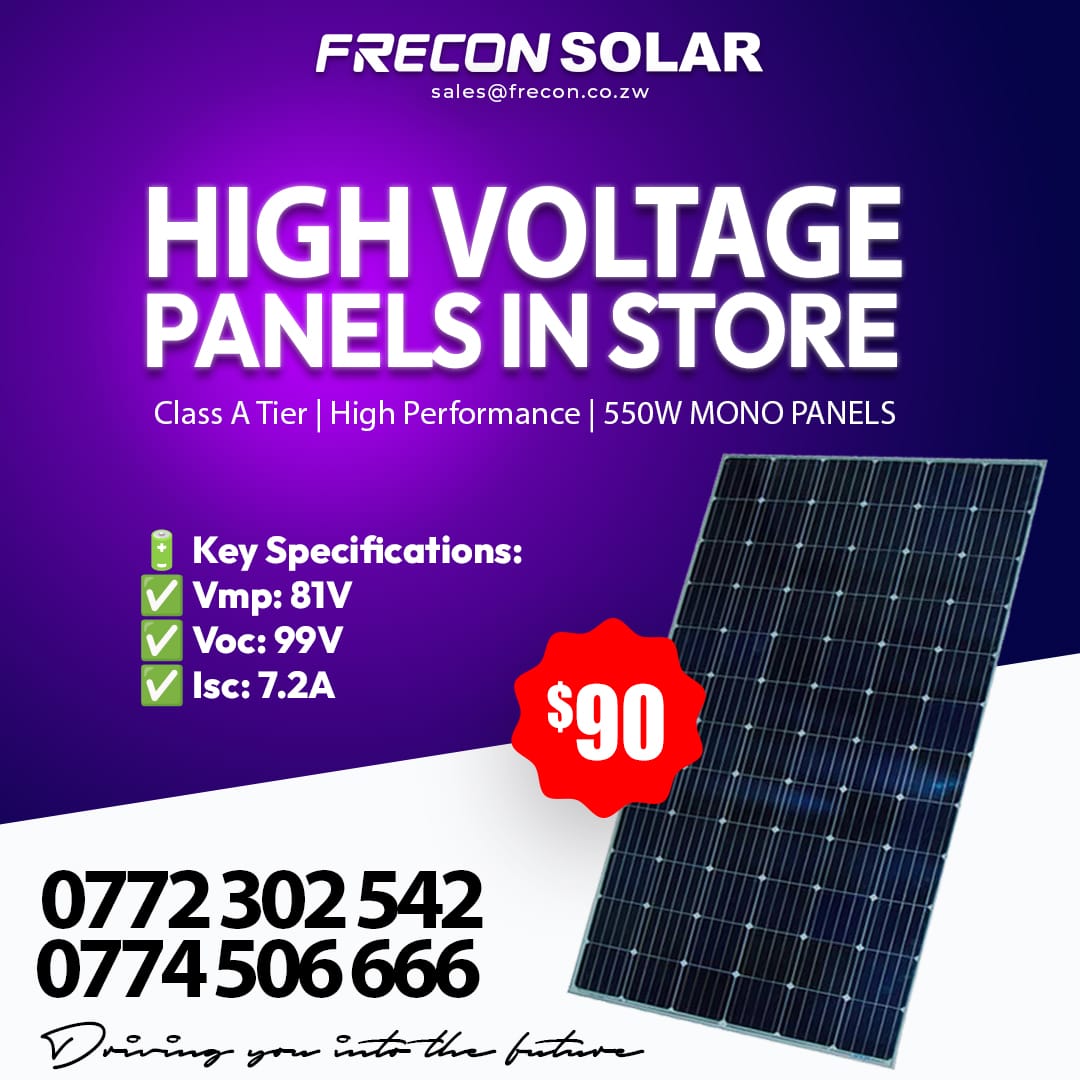 FRECON SOLAR
sales@frecon.co.zw
HIGH VOLTAGE
PANELS IN STORE
Class A Tier | High Performance | 550W MONO PANELS
🔋 Key Specifications:
✅ Vmp: 81V
✅ Voc: 99V
✅ Isc: 7.2A
$90
0772 302 542
0774 506 666
Driving you into the future